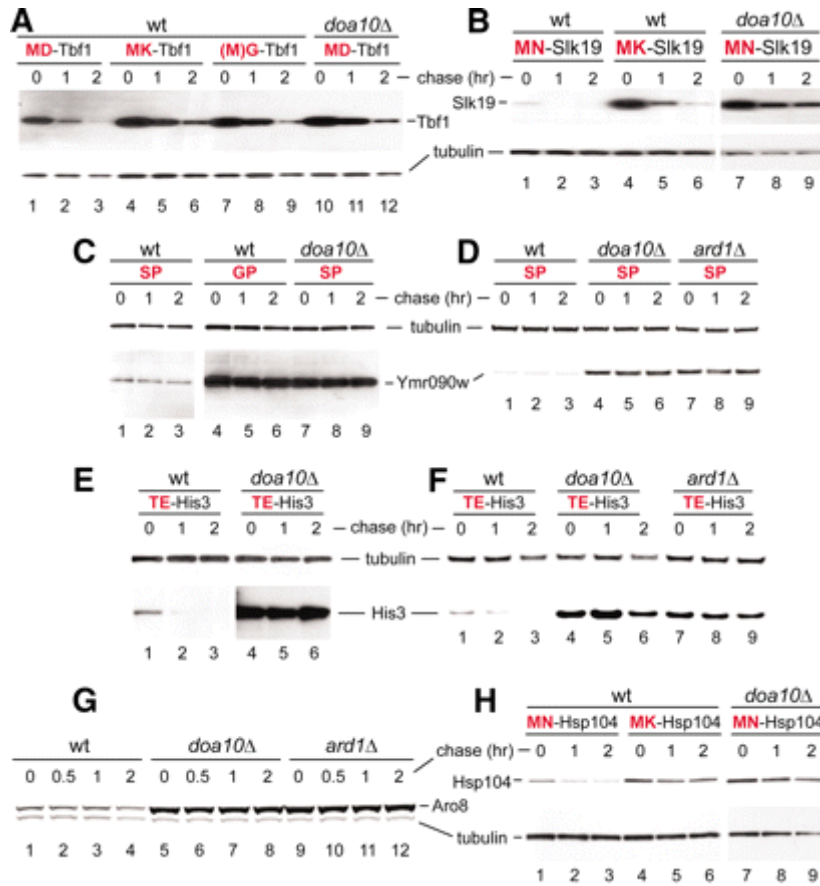 A
wt
doa10Δ
MD-Tbf1 MK-Tbf1 (M)G-Tbf1 MD-Tbf1
0 1 2 0 1 2 0 1 2 0 1 2
chase (hr)
Tbf1
tubulin
1 2 3 4 5 6 7 8 9 10 11 12
B
wt wt doa10Δ
MN-Slk19 MK-Slk19 MN-Slk19
0 1 2 0 1 2 0 1 2
Slk19
1 2 3 4 5 6 7 8 9
C
wt wt doa10Δ
SP GP SP
0 1 2 0 1 2 0 1 2
chase (hr)
tubulin
Ymr090w
1 2 3 4 5 6 7 8 9
D
wt doa10Δ ard1Δ
SP SP SP
0 1 2 0 1 2 0 1 2
1 2 3 4 5 6 7 8 9
E
wt doa10Δ
TE-His3 TE-His3
0 1 2 0 1 2
chase (hr)
tubulin
His3
1 2 3 4 5 6
F
wt doa10Δ ard1Δ
TE-His3 TE-His3 TE-His3
0 1 2 0 1 2 0 1 2
1 2 3 4 5 6 7 8 9
G
wt doa10Δ ard1Δ
0 0.5 1 2 0 0.5 1 2 0 0.5 1 2
chase (hr)
Aro8
tubulin
1 2 3 4 5 6 7 8 9 10 11 12
H
wt doa10Δ
MN-Hsp104 MK-Hsp104 MN-Hsp104
0 1 2 0 1 2 0 1 2
Hsp104
1 2 3 4 5 6 7 8 9